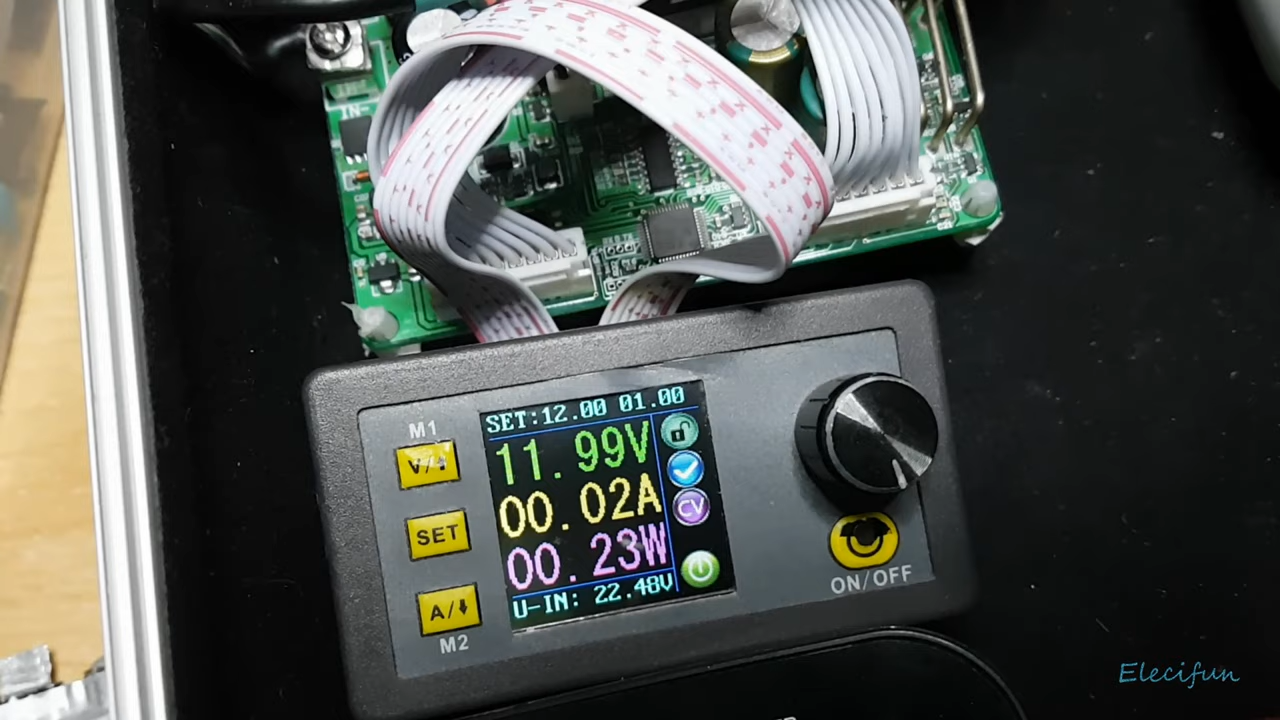 IN-
M1
V/⬆
SET
A/⬇
M2
SET:12.00 01.00
11.99V
00.02A
00.23W
U-IN: 22.48V
CV
ON/OFF
Elecifun